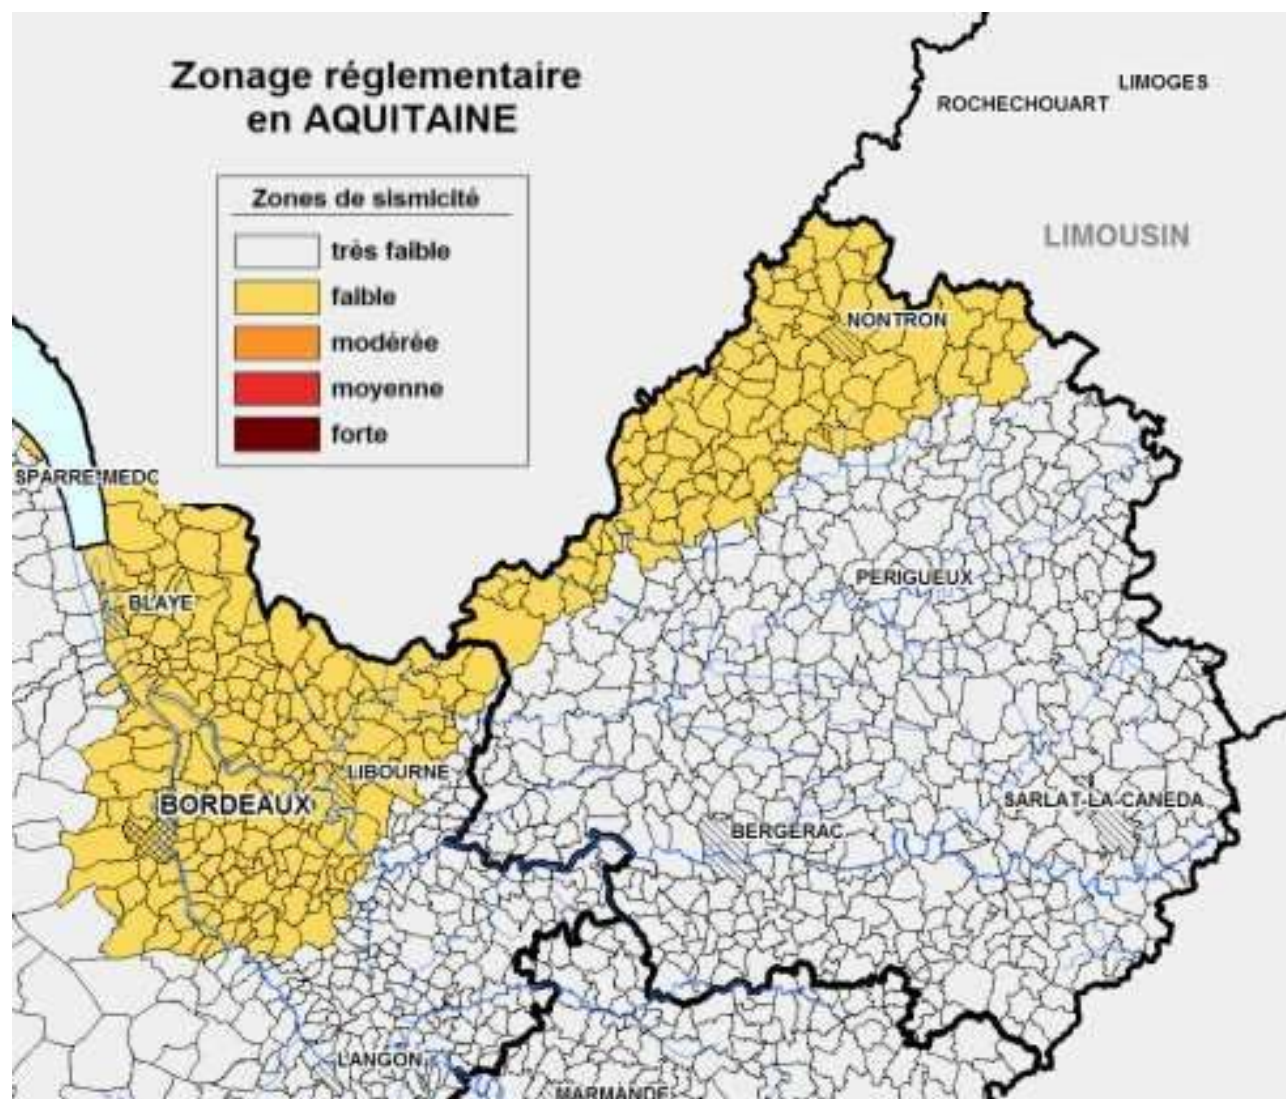 Zonage réglementaire
en AQUITAINE
Zones de sismicité
très faible
faible
modérée
moyenne
forte
LIMOGES
ROCHECHOUART
LIMOUSIN
NONTRON
SPARRE-MEDC
PERIGUEUX
BLAYE
LIBOURNE
BORDEAUX
SARLAT-LA-CANEDA
BERGERAC
LANGON
MARMANDE